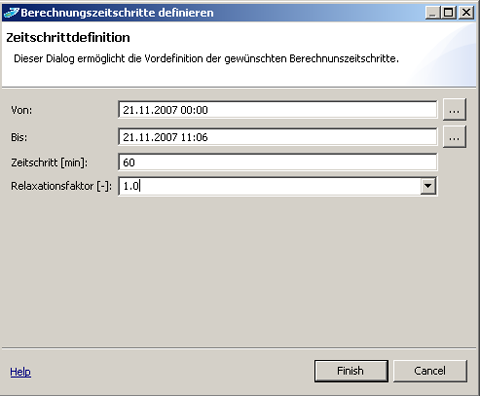 Berechnungszeitschritte definieren
Zeitschrittdefinition
Dieser Dialog ermöglicht die Vordefinition der gewünschten Berechnunszeitschritte.
Von: 21.11.2007 00:00 ...
Bis: 21.11.2007 11:06 ...
Zeitschritt [min]: 60
Relaxationsfaktor [-]: 1.0
Help Finish Cancel